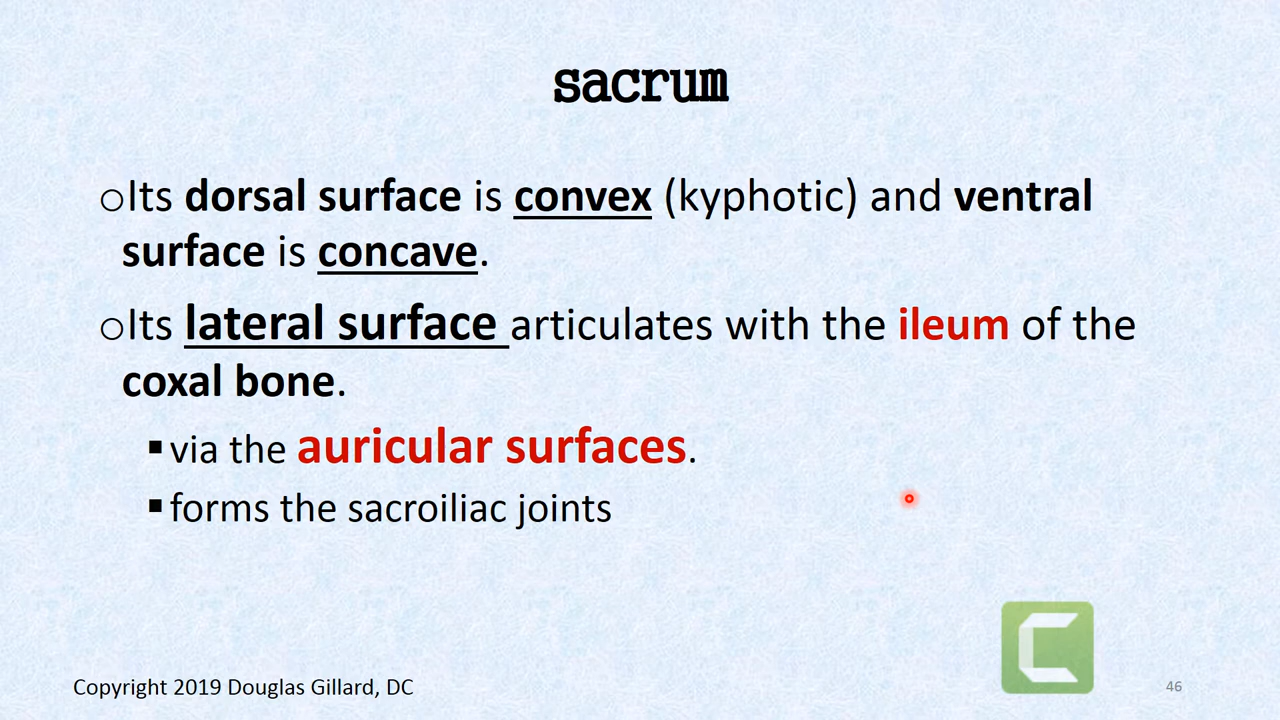 sacrum
oIts dorsal surface is convex (kyphotic) and ventral
surface is concave.
oIts lateral surface articulates with the ileum of the
coxal bone.
▪via the auricular surfaces.
▪forms the sacroiliac joints
Copyright 2019 Douglas Gillard, DC
46